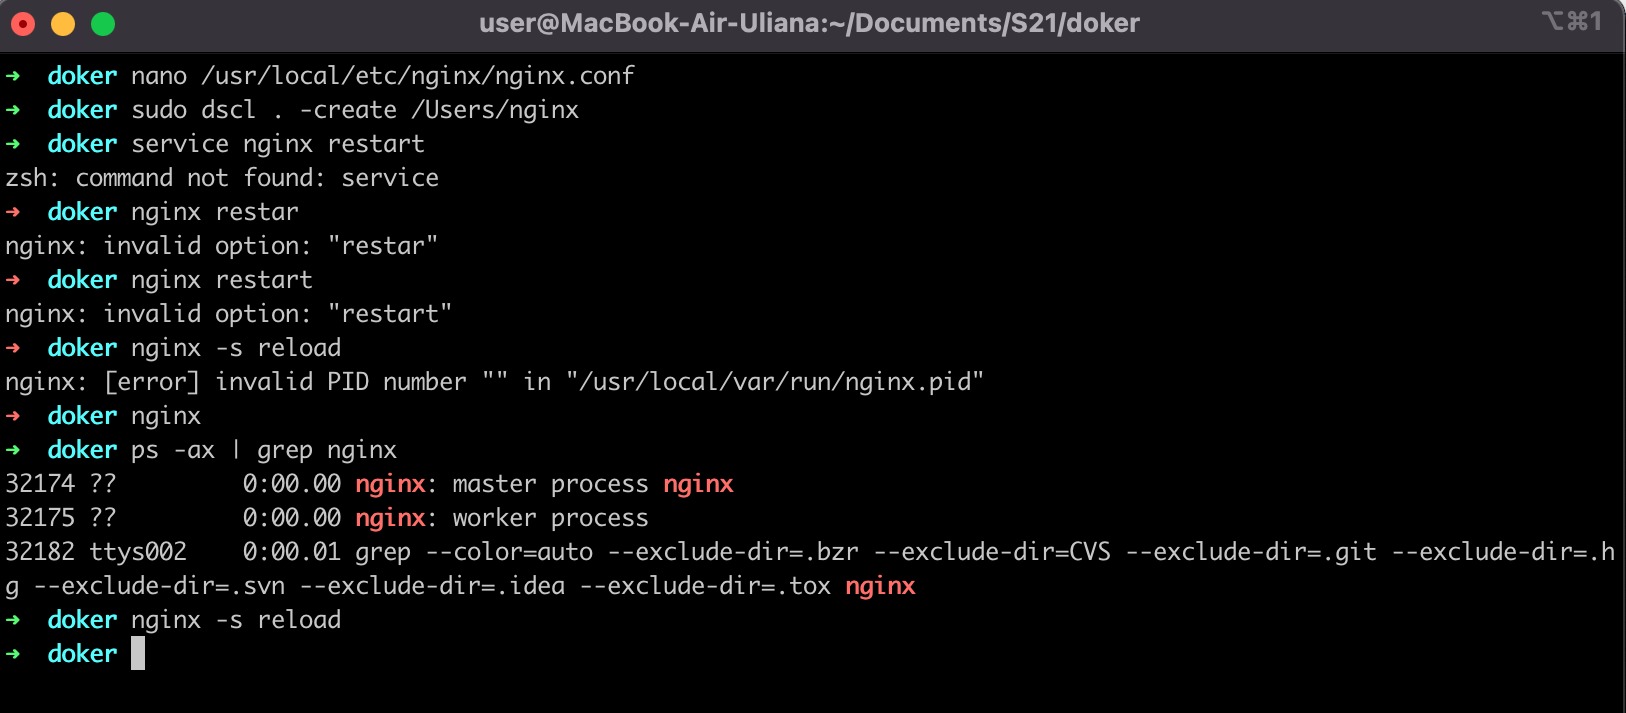 user@MacBook-Air-Uliana:~/Documents/S21/doker
⌥⌘1
→ doker nano /usr/local/etc/nginx/nginx.conf
→ doker sudo dscl . -create /Users/nginx
→ doker service nginx restart
zsh: command not found: service
→ doker nginx restar
nginx: invalid option: "restar"
→ doker nginx restart
nginx: invalid option: "restart"
→ doker nginx -s reload
nginx: [error] invalid PID number "" in "/usr/local/var/run/nginx.pid"
→ doker nginx
→ doker ps -ax | grep nginx
32174 ?? 0:00.00 nginx: master process nginx
32175 ?? 0:00.00 nginx: worker process
32182 ttys002 0:00.01 grep --color=auto --exclude-dir=.bzr --exclude-dir=CVS --exclude-dir=.git --exclude-dir=.h
g --exclude-dir=.svn --exclude-dir=.idea --exclude-dir=.tox nginx
→ doker nginx -s reload
→ doker